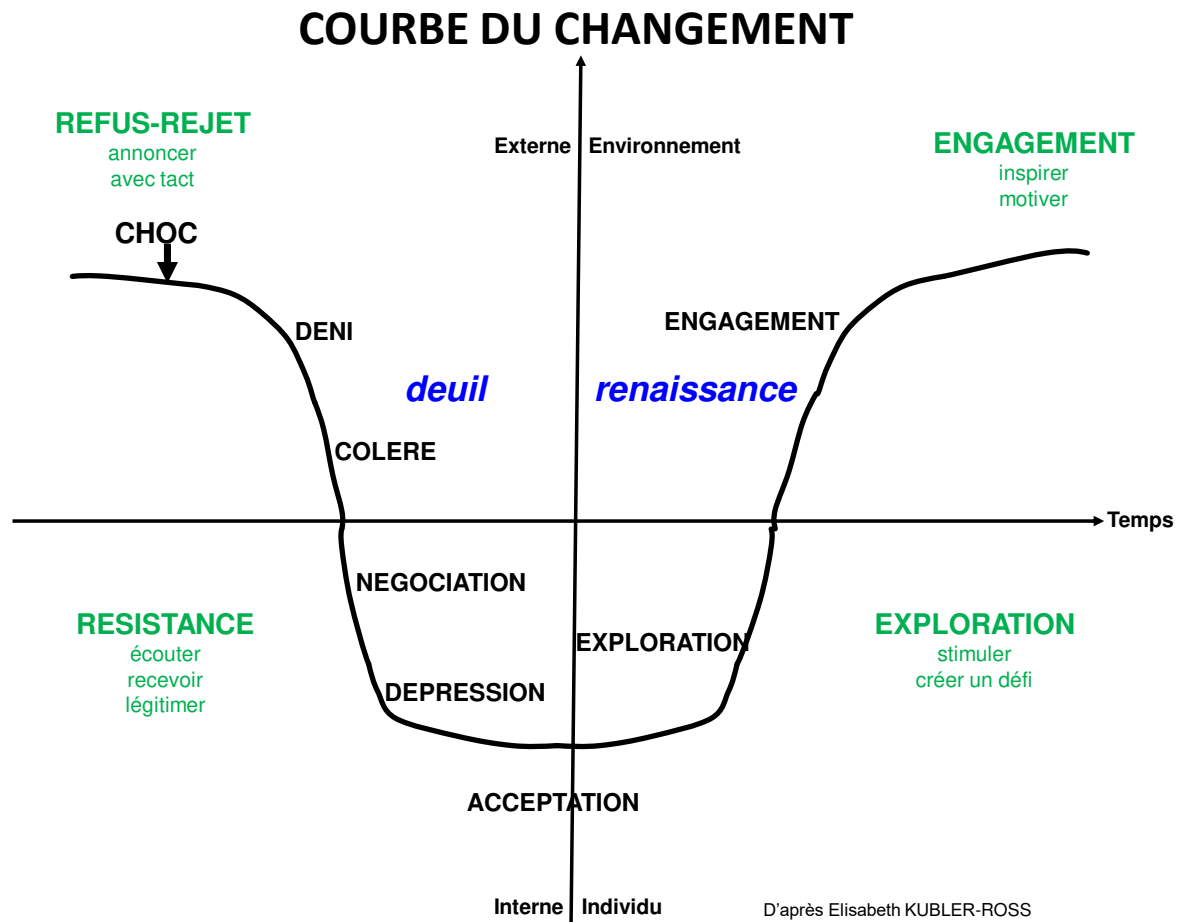 COURBE DU CHANGEMENT
REFUS-REJET
annoncer
avec tact
CHOC
Externe Environnement
ENGAGEMENT
inspirer
motiver
DENI
ENGAGEMENT
deuil renaissance
COLERE
Temps
NEGOCIATION
RESISTANCE
écouter
recevoir
légitimer
EXPLORATION
EXPLORATION
stimuler
créer un défi
DEPRESSION
ACCEPTATION
Interne Individu
D'après Elisabeth KUBLER-ROSS